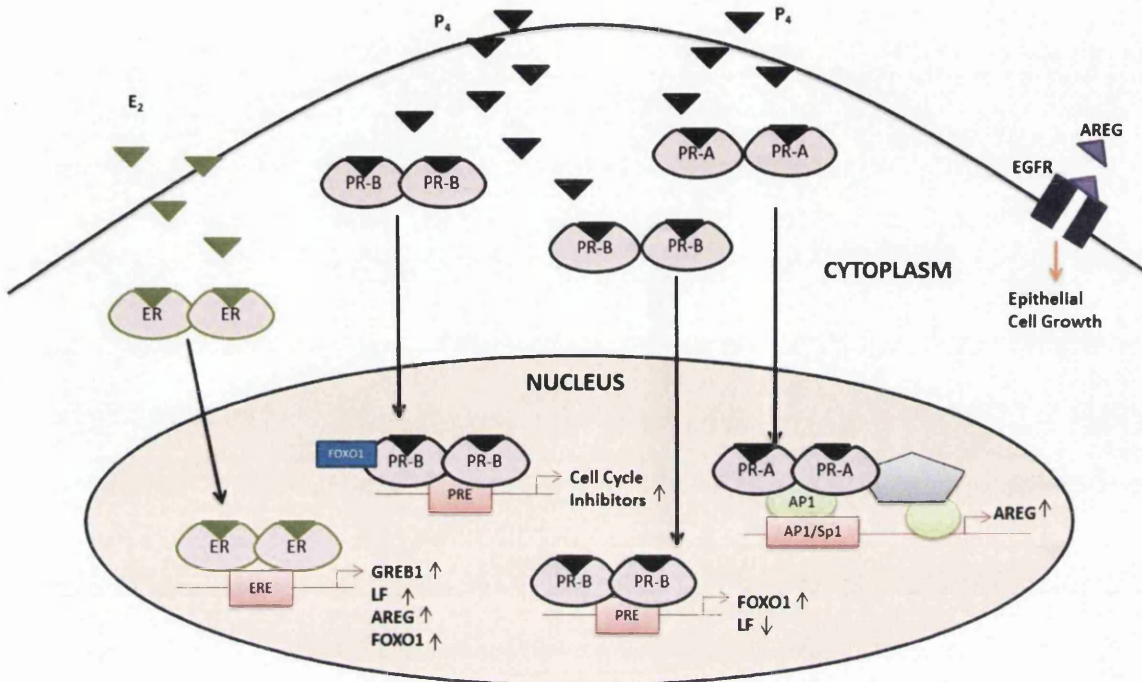 P4
P4
E2
AREG
EGFR
PR-A PR-A
PR-B PR-B
PR-B PR-B
CYTOPLASM
ER ER
Epithelial
Cell Growth
NUCLEUS
FOXO1
PR-B PR-B
PRE
Cell Cycle
Inhibitors ↑
PR-A PR-A
AP1
AP1/Sp1
AREG ↑
ER ER
ERE
GREB1 ↑
LF ↑
AREG ↑
FOXO1 ↑
PR-B PR-B
PRE
FOXO1 ↑
LF ↓